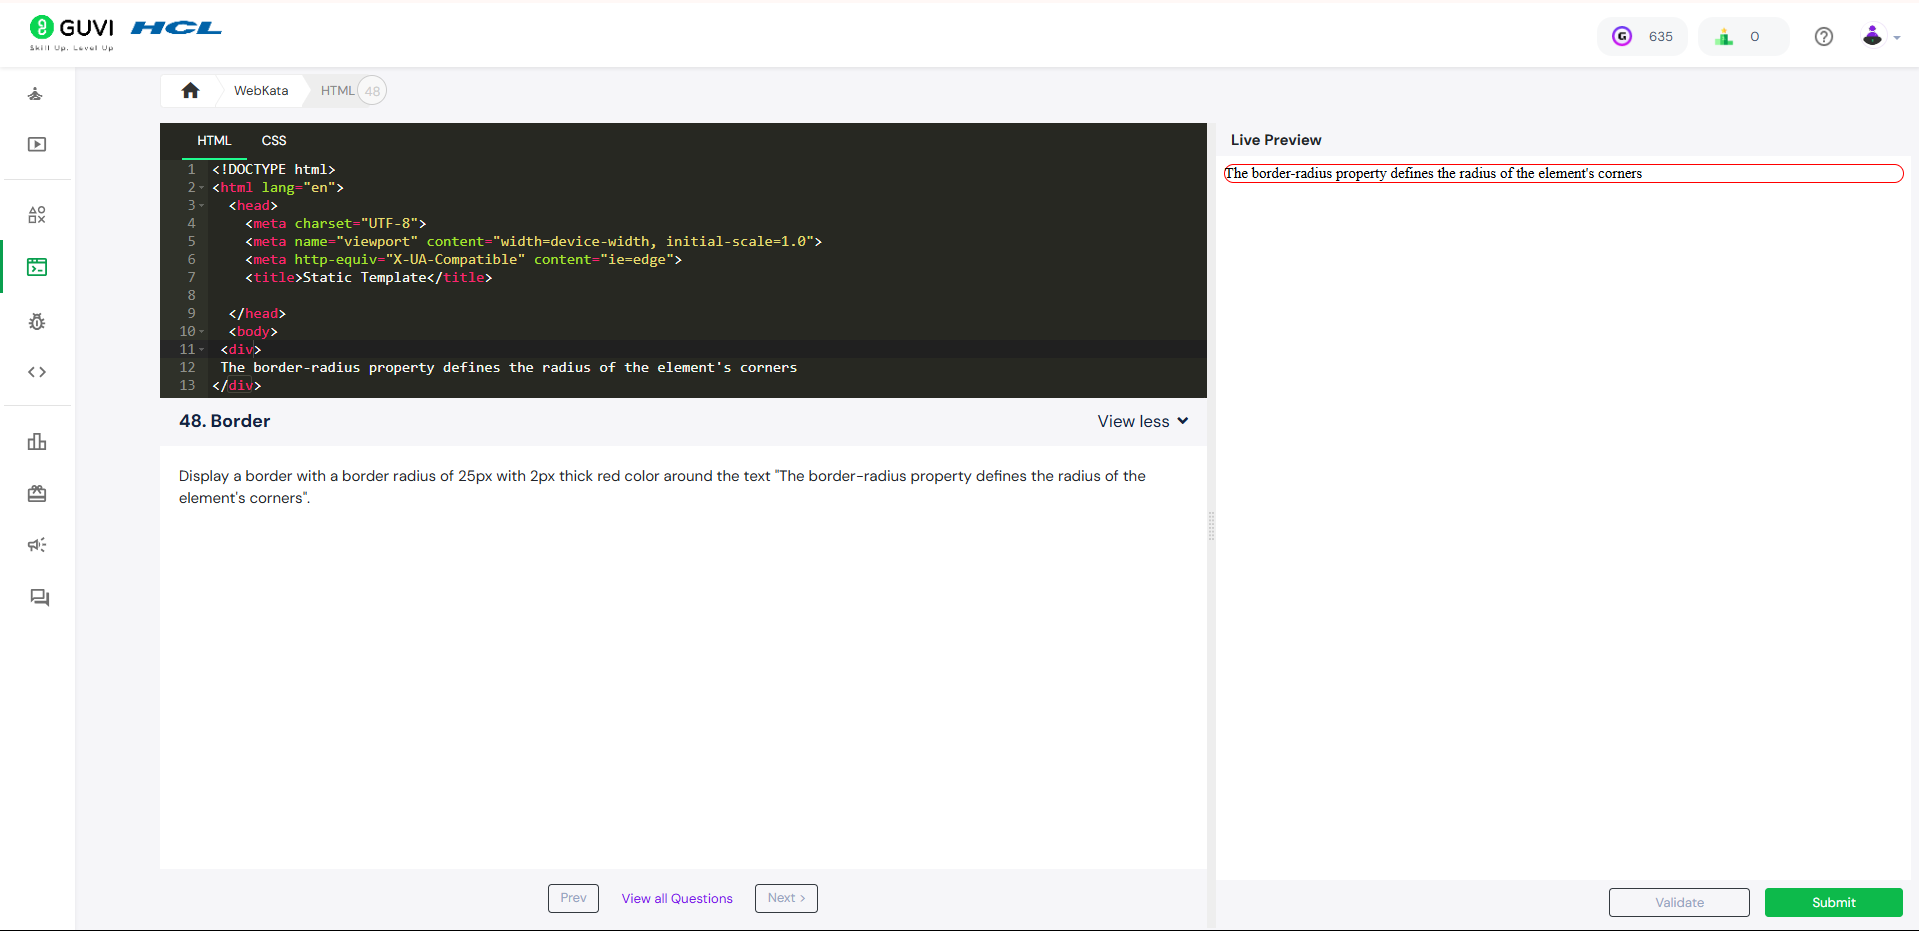 GUVI HCL
Skill Up. Level Up
635
0
WebKata
HTML 48
HTML CSS
1 <!DOCTYPE html>
2 <html lang="en">
3 <head>
4 <meta charset="UTF-8">
5 <meta name="viewport" content="width=device-width, initial-scale=1.0">
6 <meta http-equiv="X-UA-Compatible" content="ie=edge">
7 <title>Static Template</title>
8
9 </head>
10 <body>
11 <div>
12 The border-radius property defines the radius of the element's corners
13 </div>
48. Border
View less
Display a border with a border radius of 25px with 2px thick red color around the text "The border-radius property defines the radius of the
element's corners".
Prev
View all Questions
Next >
Live Preview
The border-radius property defines the radius of the element's corners
Validate
Submit